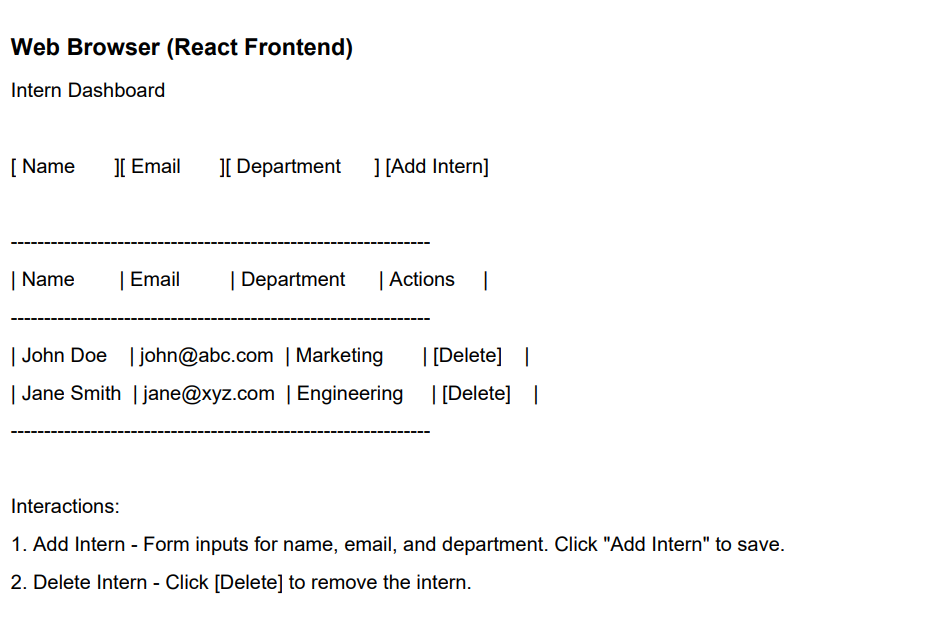 Web Browser (React Frontend)
Intern Dashboard
[ Name ][ Email ][ Department ] [Add Intern]
---------------------------------------------------------------
| Name | Email | Department | Actions |
---------------------------------------------------------------
| John Doe | john@abc.com | Marketing | [Delete] |
| Jane Smith | jane@xyz.com | Engineering | [Delete] |
---------------------------------------------------------------
Interactions:
1. Add Intern - Form inputs for name, email, and department. Click "Add Intern" to save.
2. Delete Intern - Click [Delete] to remove the intern.